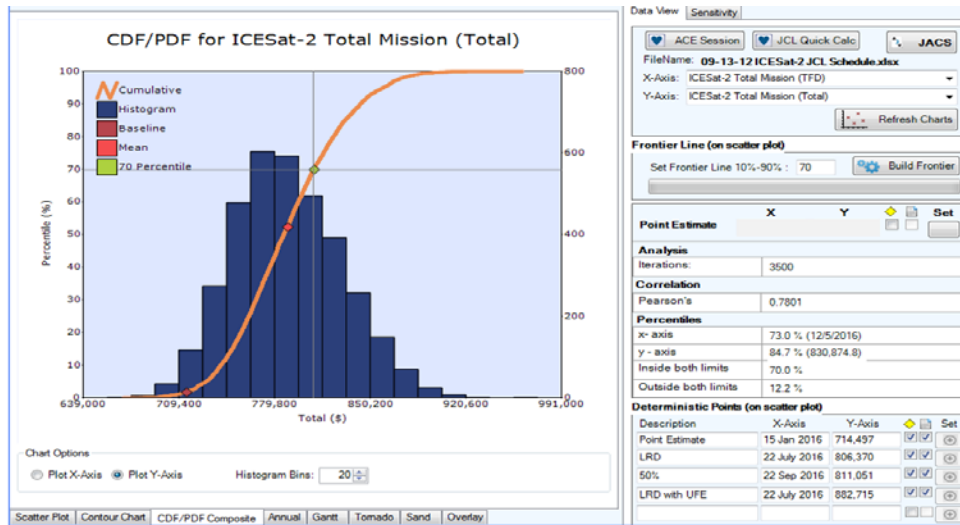 CDF/PDF for ICESat-2 Total Mission (Total)
100
90
80
70
60
50
40
30
20
10
0
Percentile (%)
Cumulative
Histogram
Baseline
Mean
70 Percentile
800
600
400
200
200
00
639,000
709,400
779,800
850,200
920,600
991,000
Total ($)
Chart Options
Plot X-Axis
Plot Y-Axis
Histogram Bins: 20
Scatter Plot
Contour Chart
CDF/PDF Composite
Annual
Gantt
Tornado
Sand
Overlay
Data View
Sensitivity
ACE Session
JCL Quick Calc
JACS
FileName: 09-13-12 ICESat-2 JCL Schedule.xlsx
X-Axis: ICESat-2 Total Mission (TFD)
Y-Axis: ICESat-2 Total Mission (Total)
Refresh Charts
Frontier Line (on scatter plot)
Set Frontier Line 10%-90% : 70
Build Frontier
X Y Set
Point Estimate
Analysis
Iterations: 3500
Correlation
Pearson's 0.7801
Percentiles
x- axis 73.0 % (12/5/2016)
y - axis 84.7 % (830,874.8)
Inside both limits 70.0 %
Outside both limits 12.2 %
Deterministic Points (on scatter plot)
Description X-Axis Y-Axis Set
Point Estimate 15 Jan 2016 714,497
LRD 22 July 2016 806,370
50% 22 Sep 2016 811,051
LRD with UFE 22 July 2016 882,715